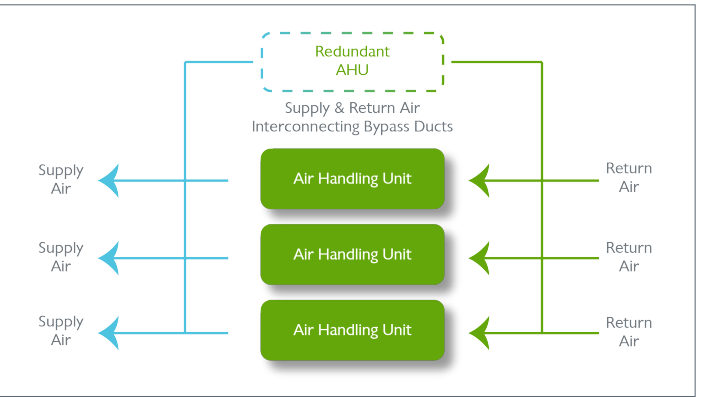 Redundant
AHU
Supply & Return Air
Interconnecting Bypass Ducts
Supply
Air
Air Handling Unit
Return
Air
Supply
Air
Air Handling Unit
Return
Air
Supply
Air
Air Handling Unit
Return
Air